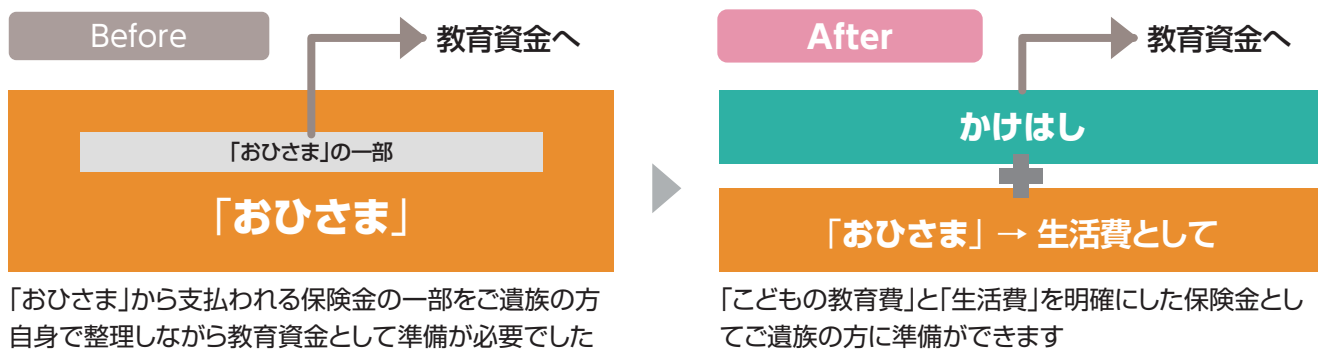 Before
教育資金へ
「おひさま」の一部
「おひさま」
「おひさま」から支払われる保険金の一部をご遺族の方
自身で整理しながら教育資金として準備が必要でした
After
教育資金へ
かけはし
「おひさま」→ 生活費として
「こどもの教育費」と「生活費」を明確にした保険金とし
てご遺族の方に準備ができます